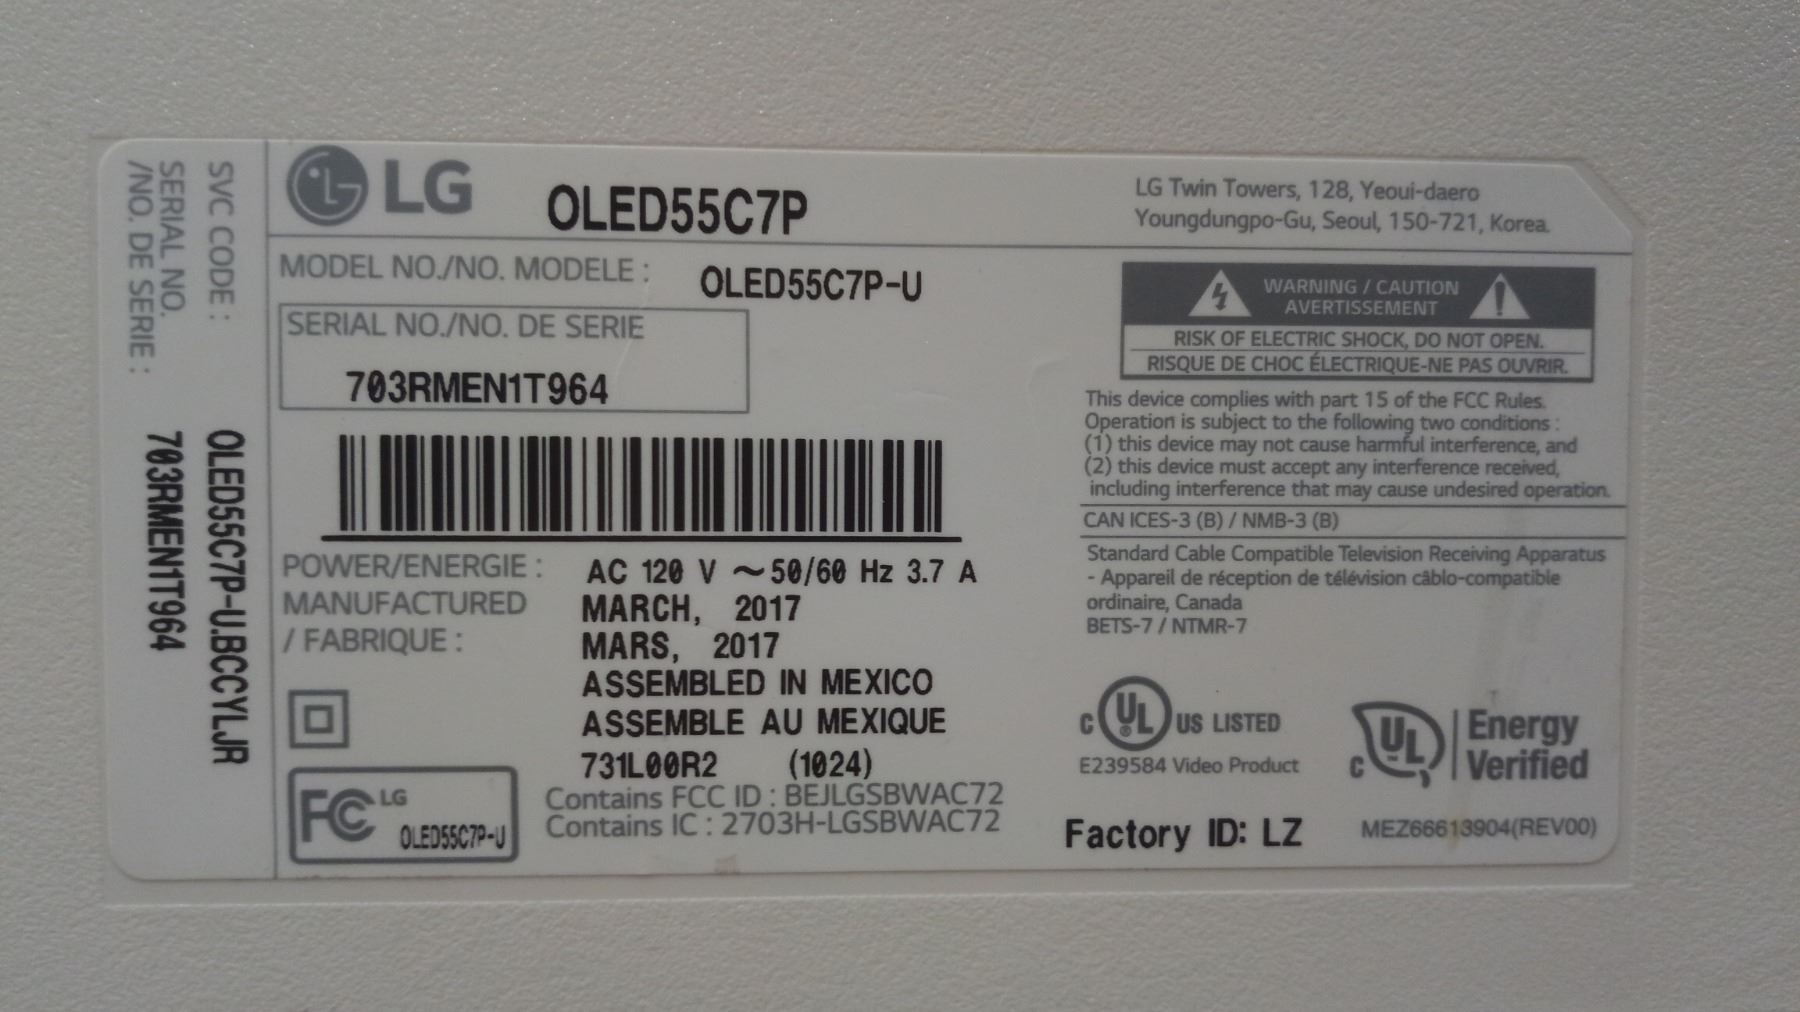 SVC CODE : OLED55C7P-U.BCCYLJR
SERIAL NO. 703RMEN1T964
/NO. DE SERIE :
LG
OLED55C7P
LG Twin Towers, 128, Yeoui-daero
Youngdungpo-Gu, Seoul, 150-721, Korea.
MODEL NO./NO. MODELE : OLED55C7P-U
SERIAL NO./NO. DE SERIE
703RMEN1T964
POWER/ENERGIE : AC 120 V ~50/60 Hz 3.7 A
MANUFACTURED MARCH, 2017
/ FABRIQUE : MARS, 2017
ASSEMBLED IN MEXICO
ASSEMBLE AU MEXIQUE
731L00R2 (1024)
Contains FCC ID : BEJLGSBWAC72
Contains IC : 2703H-LGSBWAC72
FC LG
OLED55C7P-U
WARNING / CAUTION
AVERTISSEMENT
RISK OF ELECTRIC SHOCK, DO NOT OPEN.
RISQUE DE CHOC ÉLECTRIQUE-NE PAS OUVRIR.
This device complies with part 15 of the FCC Rules.
Operation is subject to the following two conditions :
(1) this device may not cause harmful interference, and
(2) this device must accept any interference received,
including interference that may cause undesired operation.
CAN ICES-3 (B) / NMB-3 (B)
Standard Cable Compatible Television Receiving Apparatus
- Appareil de réception de télévision câblo-compatible
ordinaire, Canada
BETS-7 / NTMR-7
C UL ® US LISTED
E239584 Video Product
C UL Energy
Verified
Factory ID: LZ
MEZ66613904(REV00)